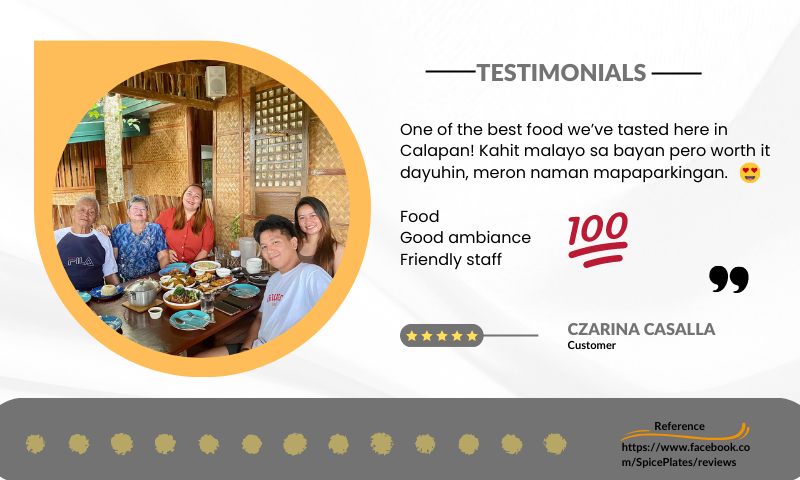 TESTIMONIALS
One of the best food we’ve tasted here in
Calapan! Kahit malayo sa bayan pero worth it
dayuhin, meron naman mapaparkingan. 😍
Food
Good ambiance
Friendly staff
100
”
CZARINA CASALLA
Customer
FILA
Reference
https://www.facebook.co
m/SpicePlates/reviews